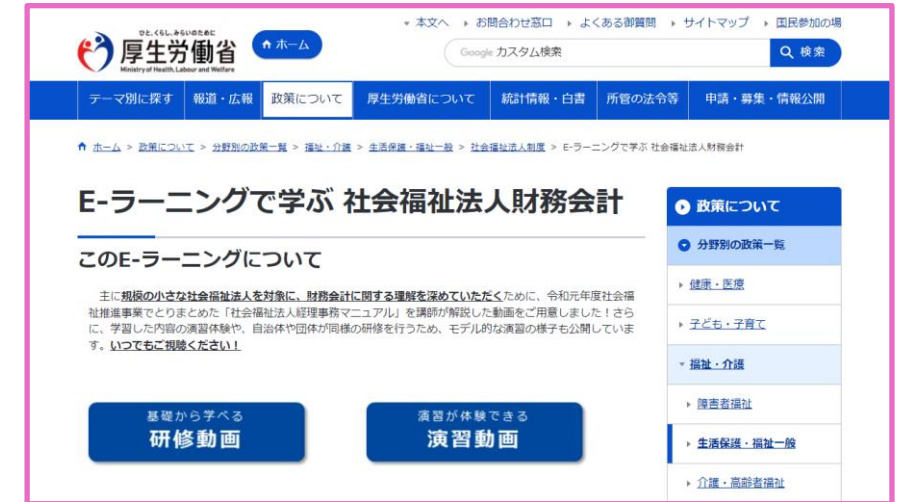 本文へ お問合わせ窓口 よくある御質問 サイトマップ 国民参加の場
ひと、くらし、みらいのために
厚生労働省
Ministry of Health, Labour and Welfare
ホーム
Google カスタム検索
検索
テーマ別に探す 報道・広報 政策について 厚生労働省について 統計情報・白書 所管の法令等 申請・募集・情報公開
ホーム > 政策について > 分野別の政策一覧 > 福祉・介護 > 生活保護・福祉一般 > 社会福祉法人制度 > E-ラーニングで学ぶ 社会福祉法人財務会計
E-ラーニングで学ぶ 社会福祉法人財務会計
このE-ラーニングについて
主に規模の小さな社会福祉法人を対象に、財務会計に関する理解を深めていただくために、令和元年度社会福
祉推進事業でとりまとめた「社会福祉法人経理事務マニュアル」を講師が解説した動画をご用意しました！さら
に、学習した内容の演習体験や、自治体や団体が同様の研修を行うため、モデル的な演習の様子も公開していま
す。いつでもご視聴ください！
基礎から学べる
研修動画
演習が体験できる
演習動画
政策について
分野別の政策一覧
健康・医療
子ども・子育て
福祉・介護
障害者福祉
生活保護・福祉一般
介護・高齢者福祉